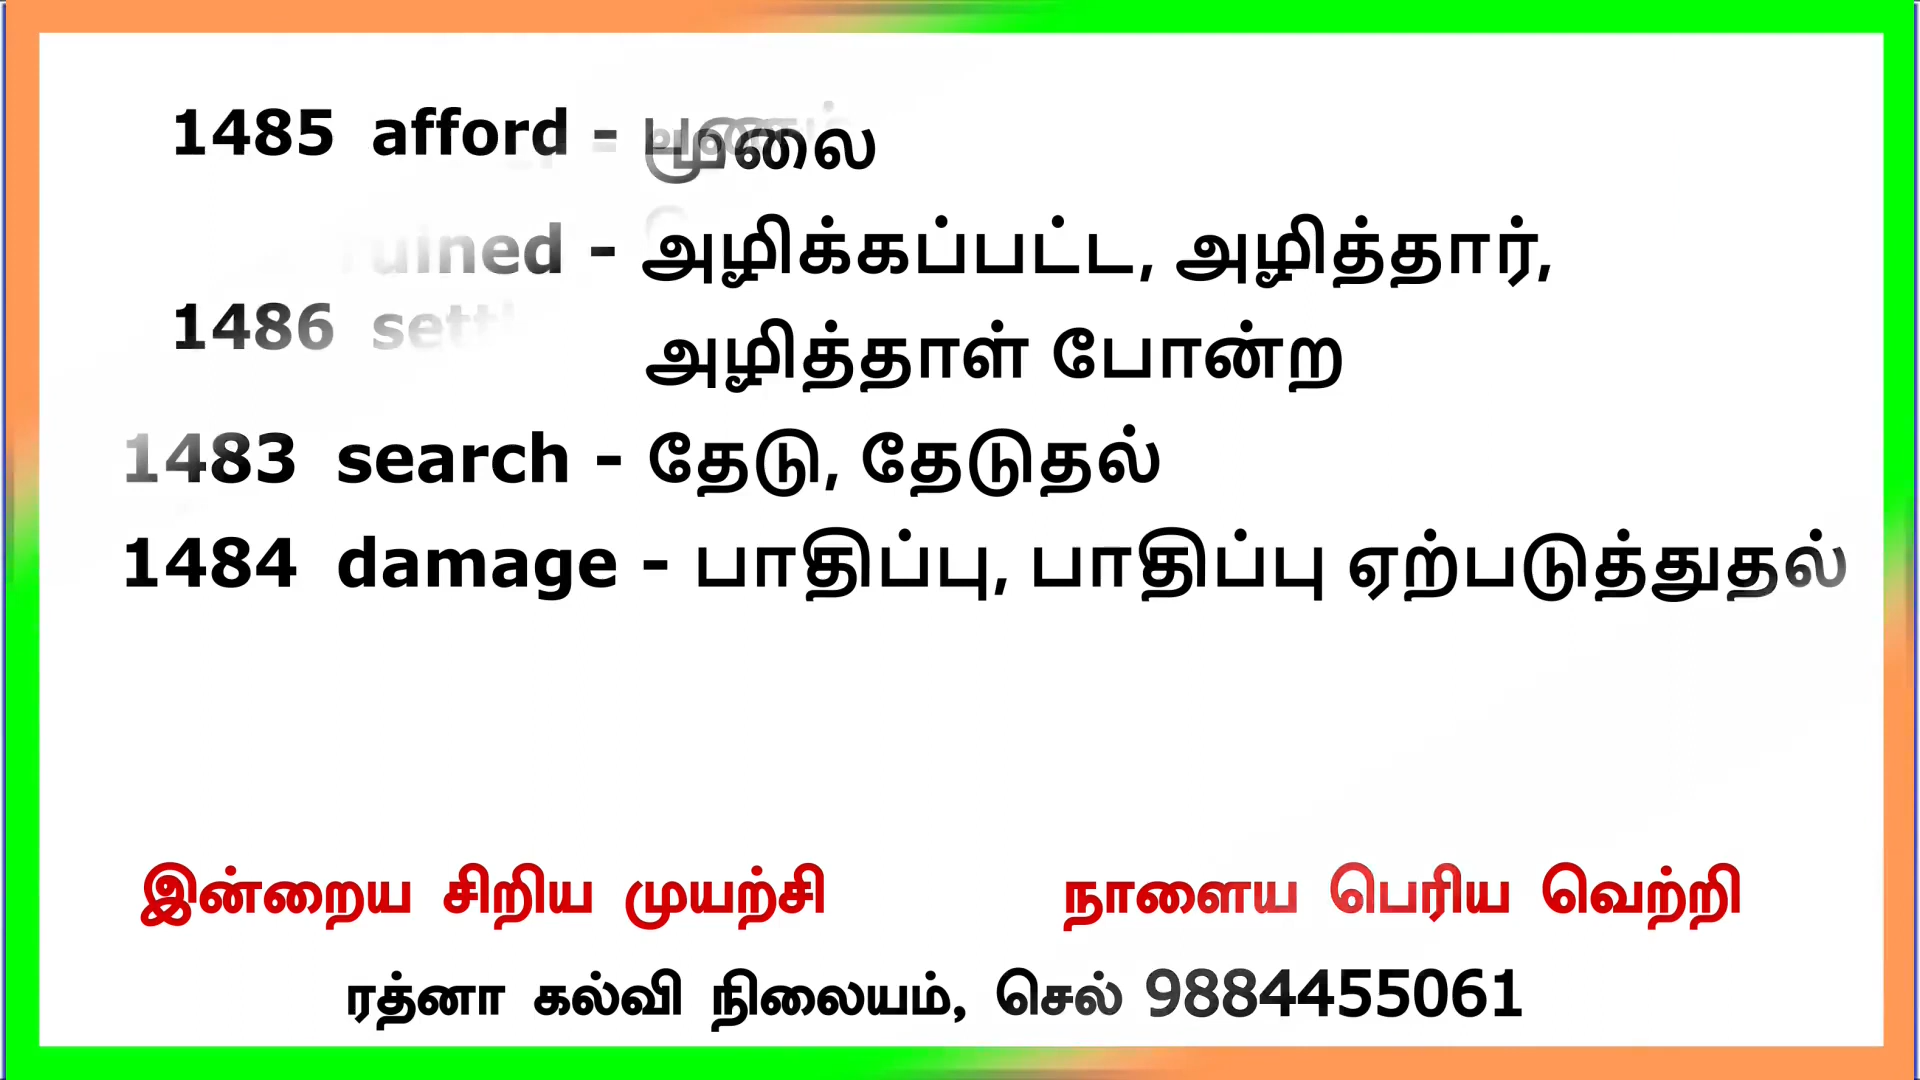 1485 afford - மூலை
ruined - அழிக்கப்பட்ட, அழித்தார்,
1486
அழித்தாள் போன்ற
1483 search - தேடு, தேடுதல்
1484 damage - பாதிப்பு, பாதிப்பு ஏற்படுத்துதல்
இன்றைய சிறிய முயற்சி நாளைய பெரிய வெற்றி
ரத்னா கல்வி நிலையம், செல் 9884455061